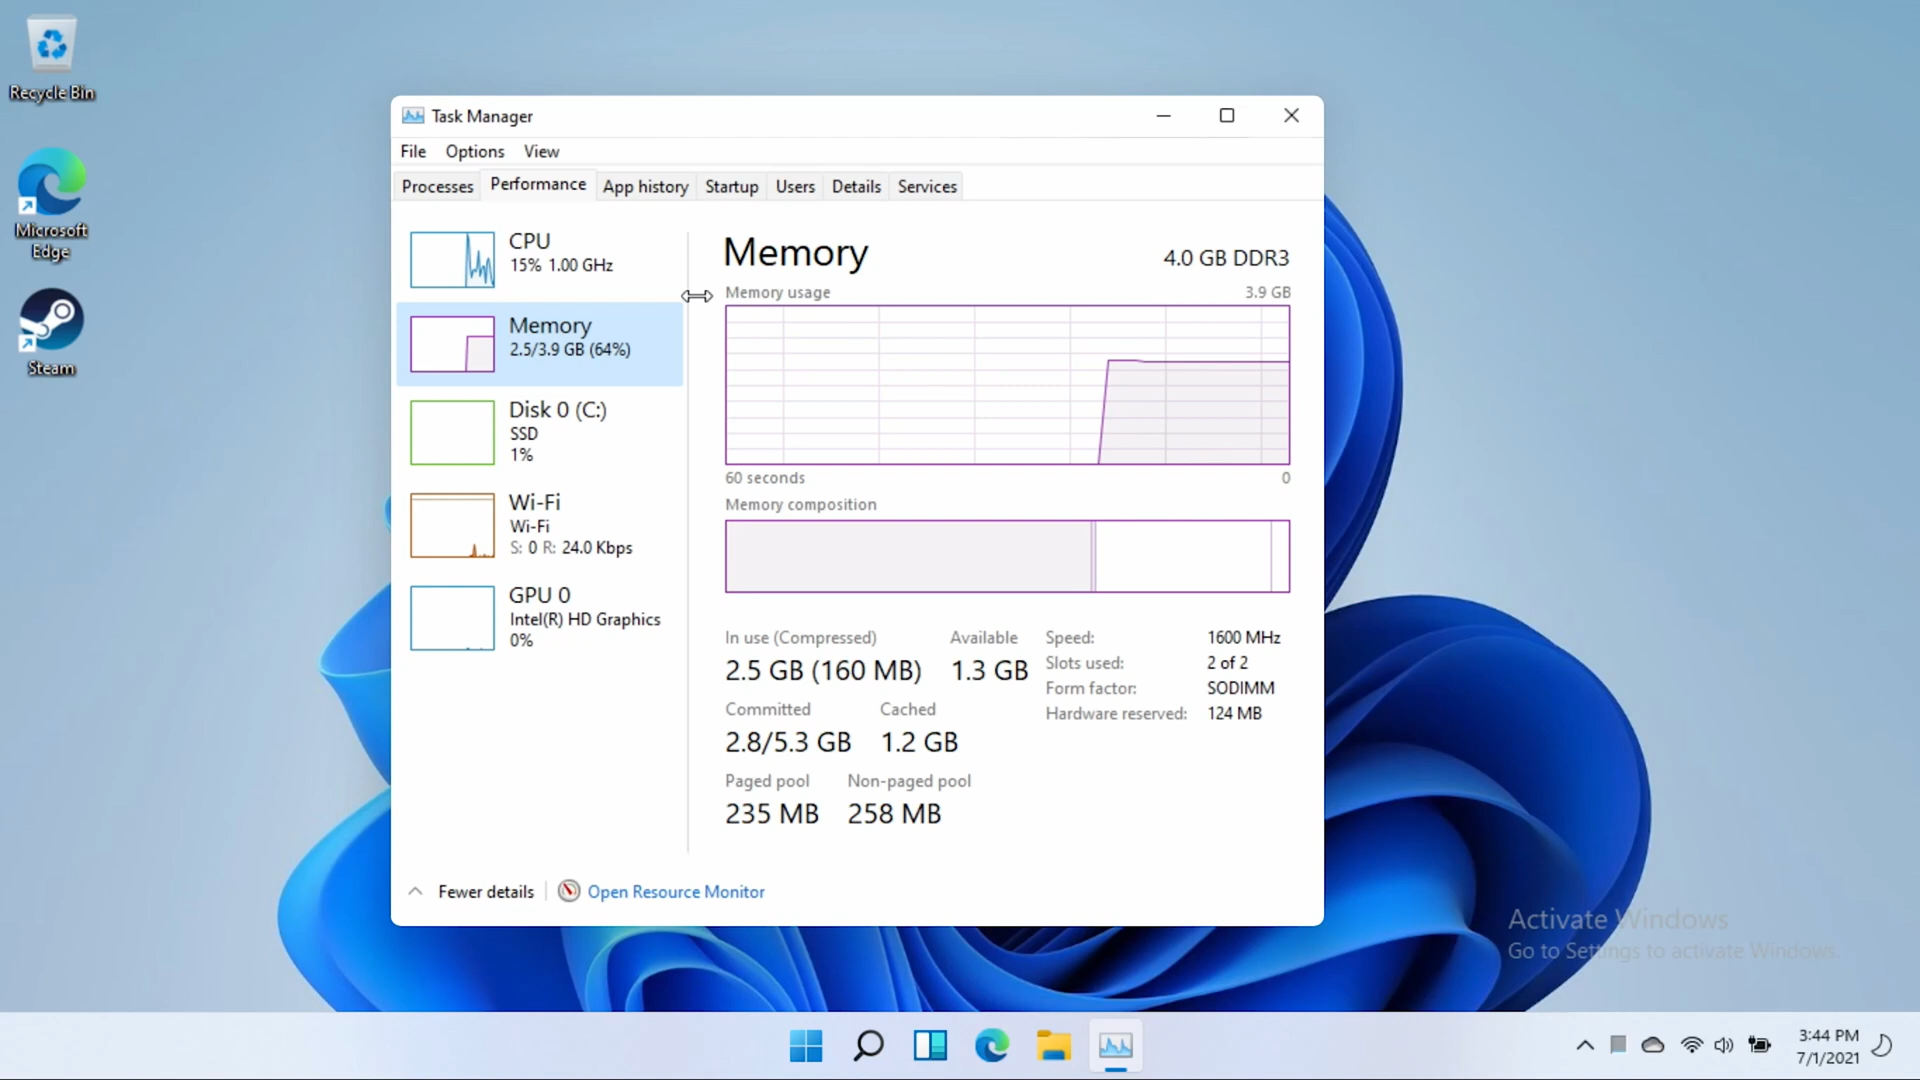 Recycle Bin
Microsoft
Edge
Steam
Task Manager
File Options View
Processes Performance App history Startup Users Details Services
CPU
15% 1.00 GHz
Memory
2.5/3.9 GB (64%)
Disk 0 (C:)
SSD
1%
Wi-Fi
Wi-Fi
S: 0 R: 24.0 Kbps
GPU 0
Intel(R) HD Graphics
0%
Memory 4.0 GB DDR3
Memory usage 3.9 GB
60 seconds 0
Memory composition
In use (Compressed) Available
2.5 GB (160 MB) 1.3 GB
Committed Cached
2.8/5.3 GB 1.2 GB
Paged pool Non-paged pool
235 MB 258 MB
Speed: 1600 MHz
Slots used: 2 of 2
Form factor: SODIMM
Hardware reserved: 124 MB
Fewer details Open Resource Monitor
Activate Windows
Go to Settings to activate Windows.
3:44 PM
7/1/2021